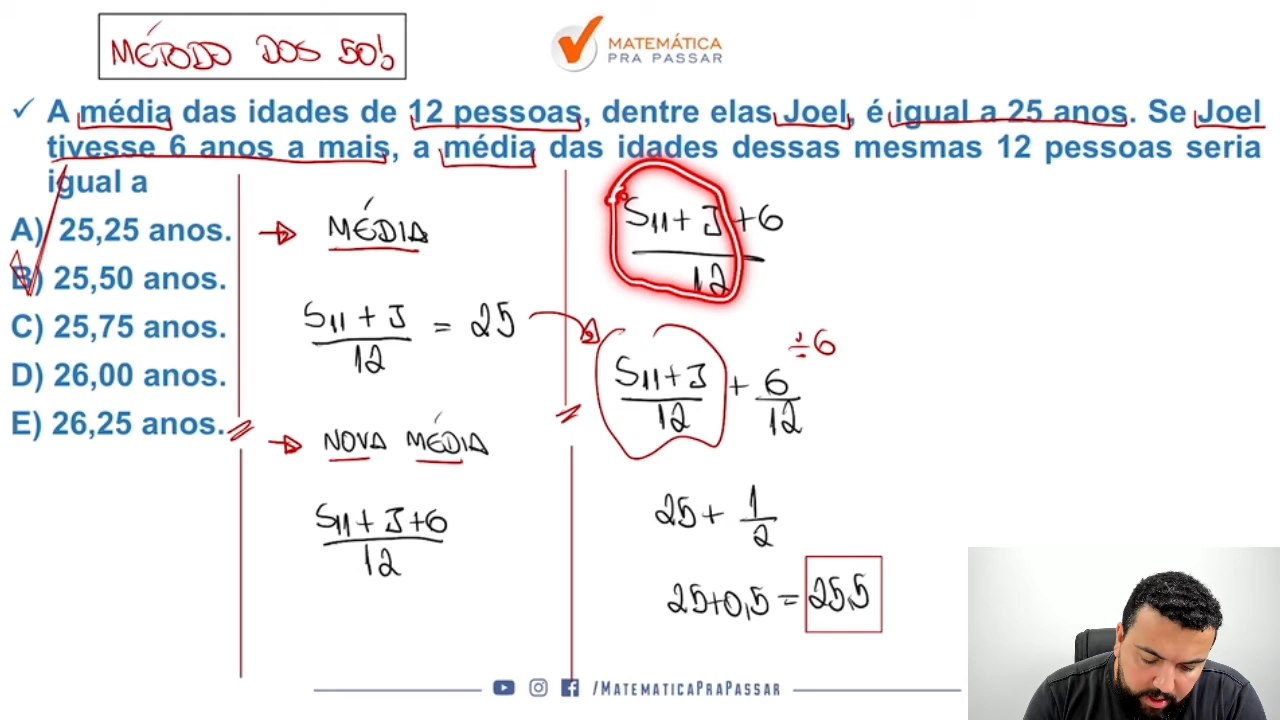 MÉTODO DOS 50!
MATEMÁTICA
PRA PASSAR
✓ A média das idades de 12 pessoas, dentre elas Joel, é igual a 25 anos. Se Joel
tivesse 6 anos a mais, a média das idades dessas mesmas 12 pessoas seria
igual a
A) 25,25 anos.
B) 25,50 anos.
C) 25,75 anos.
D) 26,00 anos.
E) 26,25 anos.
→ MÉDIA
S11 + J
12
= 25
→ NOVA MÉDIA
S11 + J + 6
12
S11 + J + 6
12
÷6
S11 + J
12
+ 6
12
25 + 1
2
25 + 0,5 = 25,5
/MATEMATICAPRAPASSAR